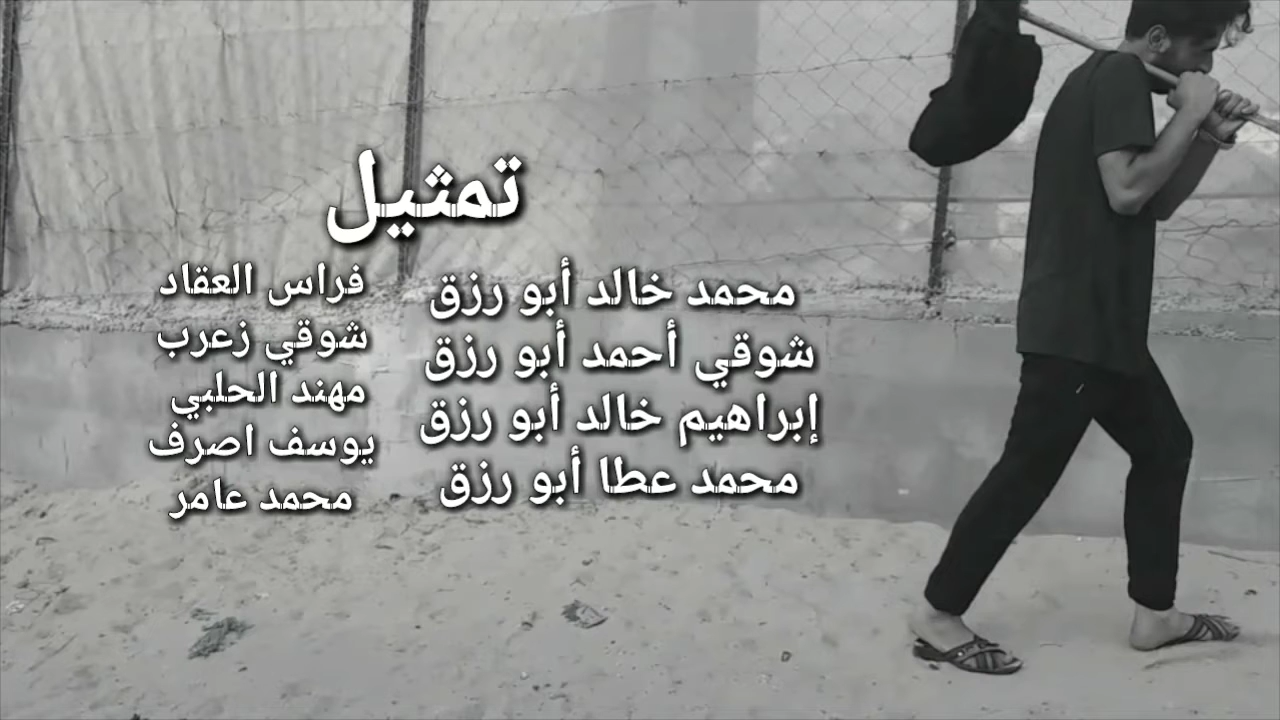 تمثيل
محمد خالد أبو رزق
شوقي أحمد أبو رزق
إبراهيم خالد أبو رزق
محمد عطا أبو رزق
فراس العقاد
شوقي زعرب
مهند الحلبي
يوسف اصرف
محمد عامر